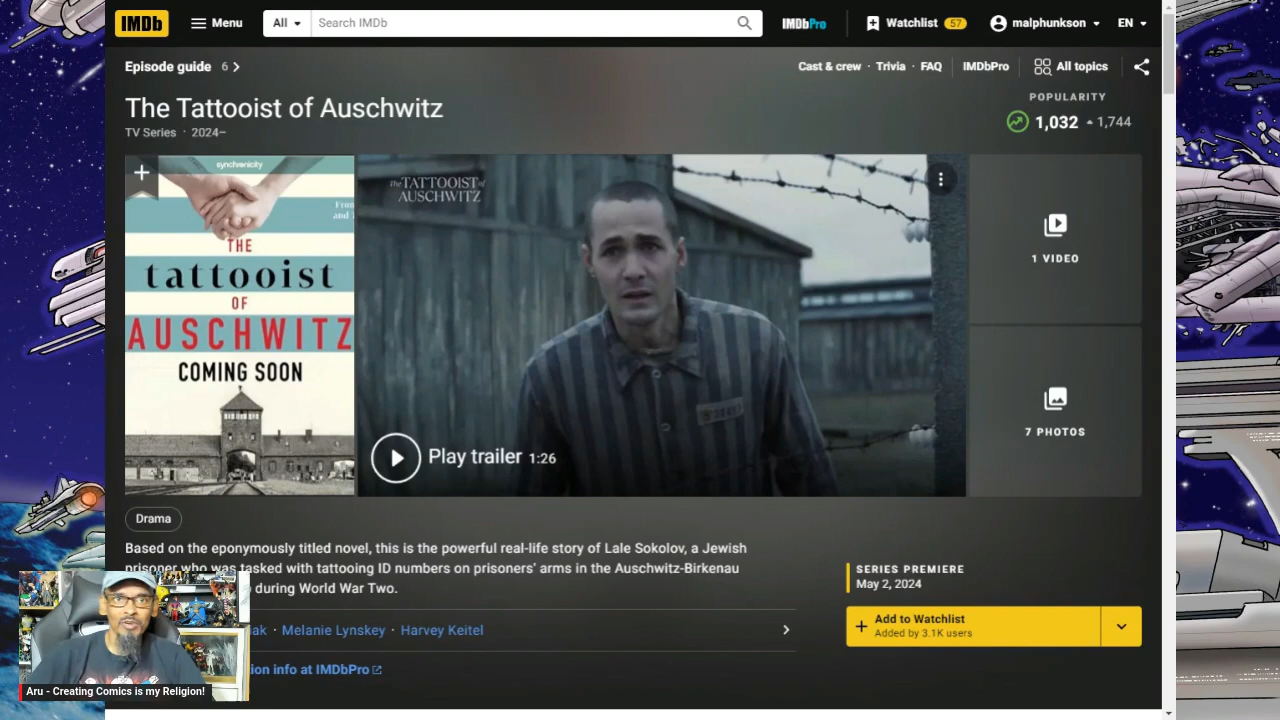 IMDb
Menu
All
Search IMDb
IMDbPro
Watchlist 57
malphunkson
EN
Episode guide 6
Cast & crew · Trivia · FAQ
IMDbPro
All topics
The Tattooist of Auschwitz
TV Series · 2024–
POPULARITY
1,032 1,744
synchronicity
From
and
THE
tattooist
OF
AUSCHWITZ
COMING SOON
The TATTOOIST of
AUSCHWITZ
Play trailer 1:26
1 VIDEO
7 PHOTOS
Drama
Based on the eponymously titled novel, this is the powerful real-life story of Lale Sokolov, a Jewish
prisoner who was tasked with tattooing ID numbers on prisoners' arms in the Auschwitz-Birkenau
during World War Two.
SERIES PREMIERE
May 2, 2024
Add to Watchlist
Added by 3.1K users
ak · Melanie Lynskey · Harvey Keitel
ion info at IMDbPro
Aru - Creating Comics is my Religion!